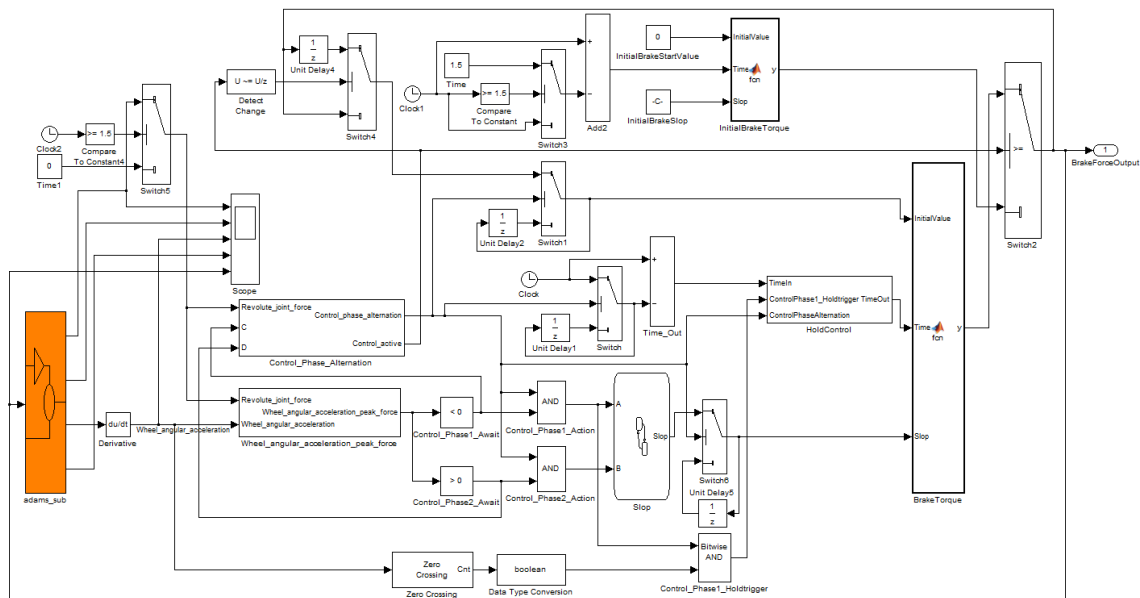 1
z
Unit Delay4
Switch4
U ~= U/z
Detect
Change
Clock1
1.5
Time
>= 1.5
Compare
To Constant
Switch3
+
−
Add2
0
InitialBrakeStartValue
-C-
InitialBrakeSlop
InitialValue
Time
Slop
fcn
y
InitialBrakeTorque
>=
Switch2
1
BrakeForceOutput
Clock2
>= 1.5
Compare
To Constant4
0
Time1
Switch5
Scope
1
z
Unit Delay2
Switch1
Clock
1
z
Unit Delay1
Switch
+
−
Time_Out
TimeIn
ControlPhase1_Holdtrigger
TimeOut
ControlPhaseAlternation
HoldControl
InitialValue
Time
Slop
fcn
y
BrakeTorque
Revolute_joint_force
C
D
Control_phase_alternation
Control_active
Control_Phase_Alternation
Revolute_joint_force
Wheel_angular_acceleration_peak_force
Wheel_angular_acceleration
Wheel_angular_acceleration_peak_force
adams_sub
du/dt
Derivative
Wheel_angular_acceleration
< 0
Control_Phase1_Await
> 0
Control_Phase2_Await
AND
Control_Phase1_Action
AND
Control_Phase2_Action
A
B
Slop
Slop
Switch6
Unit Delay5
1
z
Zero
Crossing
Cnt
Zero Crossing
boolean
Data Type Conversion
Bitwise
AND
Control_Phase1_Holdtrigger